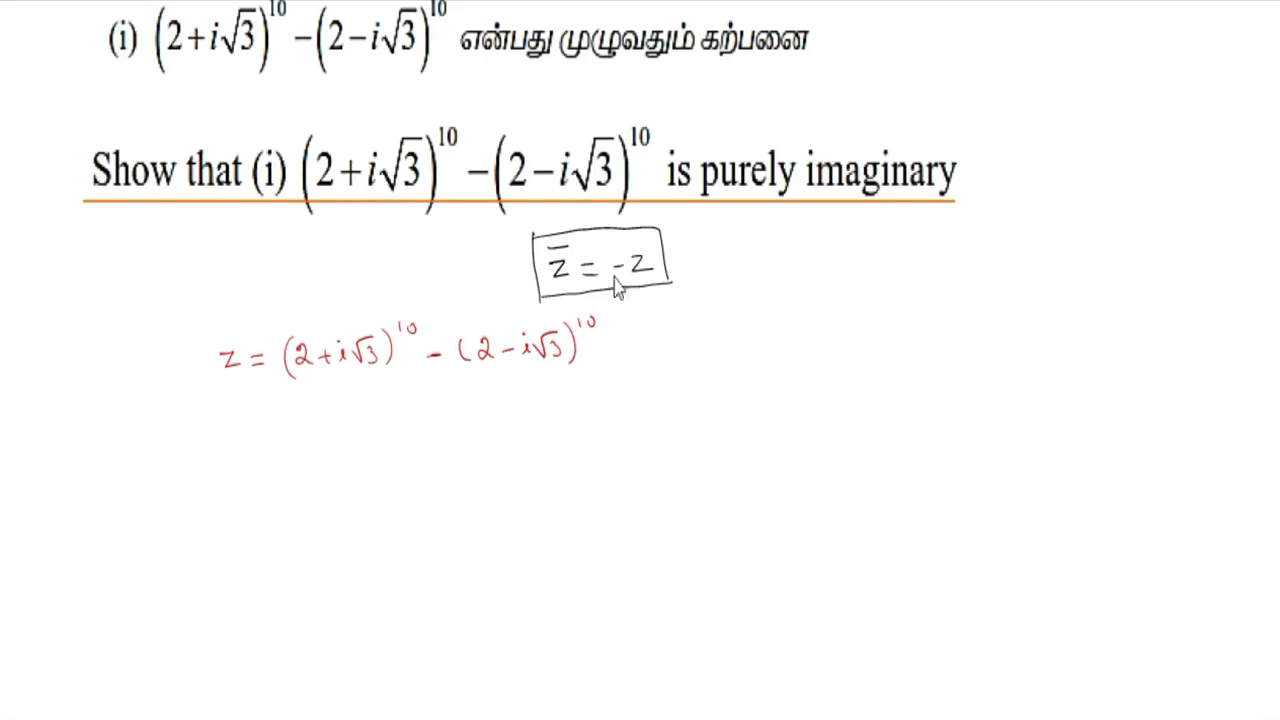 (i) (2+i√3)¹⁰ −(2−i√3)¹⁰ என்பது முழுவதும் கற்பனை
Show that (i) (2+i√3)¹⁰ −(2−i√3)¹⁰ is purely imaginary
z̅ = -z
z = (2+i√3)¹⁰ - (2-i√3)¹⁰